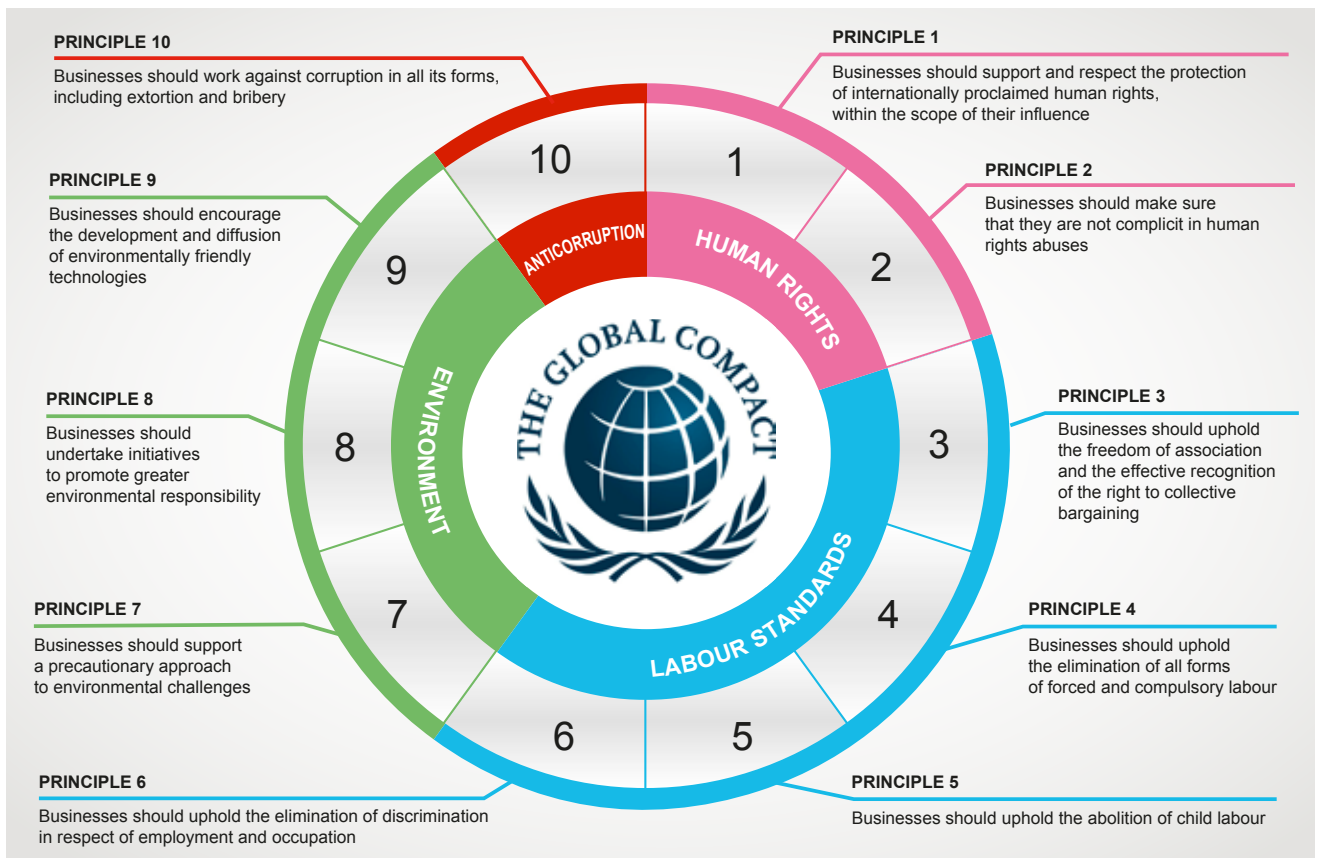 PRINCIPLE 10
Businesses should work against corruption in all its forms,
including extortion and bribery
PRINCIPLE 1
Businesses should support and respect the protection
of internationally proclaimed human rights,
within the scope of their influence
PRINCIPLE 2
Businesses should make sure
that they are not complicit in human
rights abuses
PRINCIPLE 3
Businesses should uphold
the freedom of association
and the effective recognition
of the right to collective
bargaining
PRINCIPLE 4
Businesses should uphold
the elimination of all forms
of forced and compulsory labour
PRINCIPLE 5
Businesses should uphold the abolition of child labour
PRINCIPLE 6
Businesses should uphold the elimination of discrimination
in respect of employment and occupation
PRINCIPLE 7
Businesses should support
a precautionary approach
to environmental challenges
PRINCIPLE 8
Businesses should
undertake initiatives
to promote greater
environmental responsibility
PRINCIPLE 9
Businesses should encourage
the development and diffusion
of environmentally friendly
technologies
1
2
3
4
5
6
7
8
9
10
HUMAN RIGHTS
LABOUR STANDARDS
ENVIRONMENT
ANTICORRUPTION
THE GLOBAL COMPACT